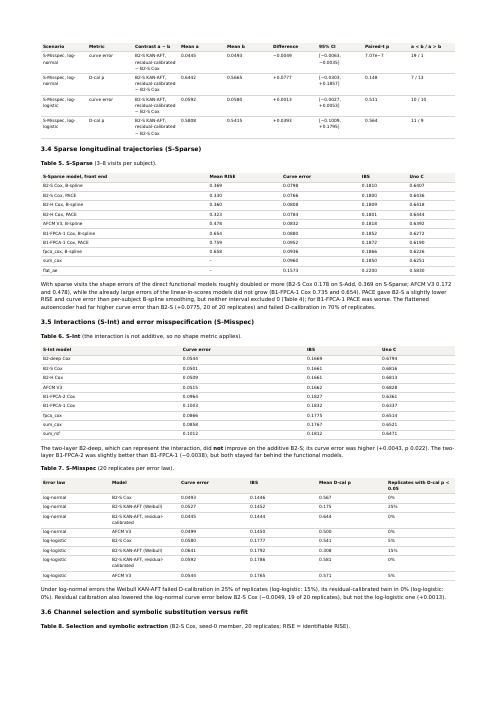 Scenario Metric Contrast a − b Mean a Mean b Difference 95% CI Paired-t p a < b / a > b
S-Misspec, log-normal curve error B2-S KAN-AFT, residual-calibrated − B2-S Cox 0.0445 0.0493 −0.0049 [−0.0063, −0.0035] 7.07e−7 19 / 1
S-Misspec, log-normal D-cal p B2-S KAN-AFT, residual-calibrated − B2-S Cox 0.6442 0.5665 +0.0777 [−0.0303, +0.1857] 0.148 7 / 13
S-Misspec, log-logistic curve error B2-S KAN-AFT, residual-calibrated − B2-S Cox 0.0592 0.0580 +0.0013 [−0.0027, +0.0053] 0.511 10 / 10
S-Misspec, log-logistic D-cal p B2-S KAN-AFT, residual-calibrated − B2-S Cox 0.5808 0.5415 +0.0393 [−0.1009, +0.1795] 0.564 11 / 9
3.4 Sparse longitudinal trajectories (S-Sparse)
Table 5. S-Sparse (3–8 visits per subject).
S-Sparse model, front end Mean RISE Curve error IBS Uno C
B2-S Cox, B-spline 0.369 0.0798 0.1810 0.6407
B2-S Cox, PACE 0.330 0.0766 0.1800 0.6436
B2-H Cox, B-spline 0.360 0.0808 0.1809 0.6418
B2-H Cox, PACE 0.323 0.0784 0.1801 0.6444
AFCM V3, B-spline 0.478 0.0832 0.1818 0.6392
B1-FPCA-1 Cox, B-spline 0.654 0.0880 0.1852 0.6272
B1-FPCA-1 Cox, PACE 0.759 0.0952 0.1872 0.6190
fpca_cox, B-spline 0.658 0.0936 0.1866 0.6226
sum_cox – 0.0960 0.1850 0.6251
flat_ae – 0.1573 0.2200 0.5830
With sparse visits the shape errors of the direct functional models roughly doubled or more (B2-S Cox 0.178 on S-Add, 0.369 on S-Sparse; AFCM V3 0.172
and 0.478), while the already large errors of the linear-in-scores models did not grow (B1-FPCA-1 Cox 0.735 and 0.654). PACE gave B2-S a slightly lower
RISE and curve error than per-subject B-spline smoothing, but neither interval excluded 0 (Table 4); for B1-FPCA-1 PACE was worse. The flattened
autoencoder had far higher curve error than B2-S (+0.0775, 20 of 20 replicates) and failed D-calibration in 70% of replicates.
3.5 Interactions (S-Int) and error misspecification (S-Misspec)
Table 6. S-Int (the interaction is not additive, so no shape metric applies).
S-Int model Curve error IBS Uno C
B2-deep Cox 0.0544 0.1669 0.6794
B2-S Cox 0.0501 0.1661 0.6816
B2-H Cox 0.0509 0.1661 0.6813
AFCM V3 0.0515 0.1662 0.6828
B1-FPCA-2 Cox 0.0964 0.1827 0.6361
B1-FPCA-1 Cox 0.1003 0.1832 0.6337
fpca_cox 0.0866 0.1775 0.6514
sum_cox 0.0858 0.1767 0.6521
sum_rsf 0.1012 0.1812 0.6471
The two-layer B2-deep, which can represent the interaction, did not improve on the additive B2-S; its curve error was higher (+0.0043, p 0.022). The two-
layer B1-FPCA-2 was slightly better than B1-FPCA-1 (−0.0038), but both stayed far behind the functional models.
Table 7. S-Misspec (20 replicates per error law).
Error law Model Curve error IBS Mean D-cal p Replicates with D-cal p < 0.05
log-normal B2-S Cox 0.0493 0.1446 0.567 0%
log-normal B2-S KAN-AFT (Weibull) 0.0527 0.1452 0.175 25%
log-normal B2-S KAN-AFT, residual-calibrated 0.0445 0.1444 0.644 0%
log-normal AFCM V3 0.0499 0.1450 0.500 0%
log-logistic B2-S Cox 0.0580 0.1777 0.541 5%
log-logistic B2-S KAN-AFT (Weibull) 0.0641 0.1792 0.308 15%
log-logistic B2-S KAN-AFT, residual-calibrated 0.0592 0.1786 0.581 0%
log-logistic AFCM V3 0.0544 0.1765 0.571 5%
Under log-normal errors the Weibull KAN-AFT failed D-calibration in 25% of replicates (log-logistic: 15%), its residual-calibrated twin in 0% (log-logistic:
0%). Residual calibration also lowered the log-normal curve error below B2-S Cox (−0.0049, 19 of 20 replicates), but not the log-logistic one (+0.0013).
3.6 Channel selection and symbolic substitution versus refit
Table 8. Selection and symbolic extraction (B2-S Cox, seed-0 member, 20 replicates; RISE = identifiable RISE).